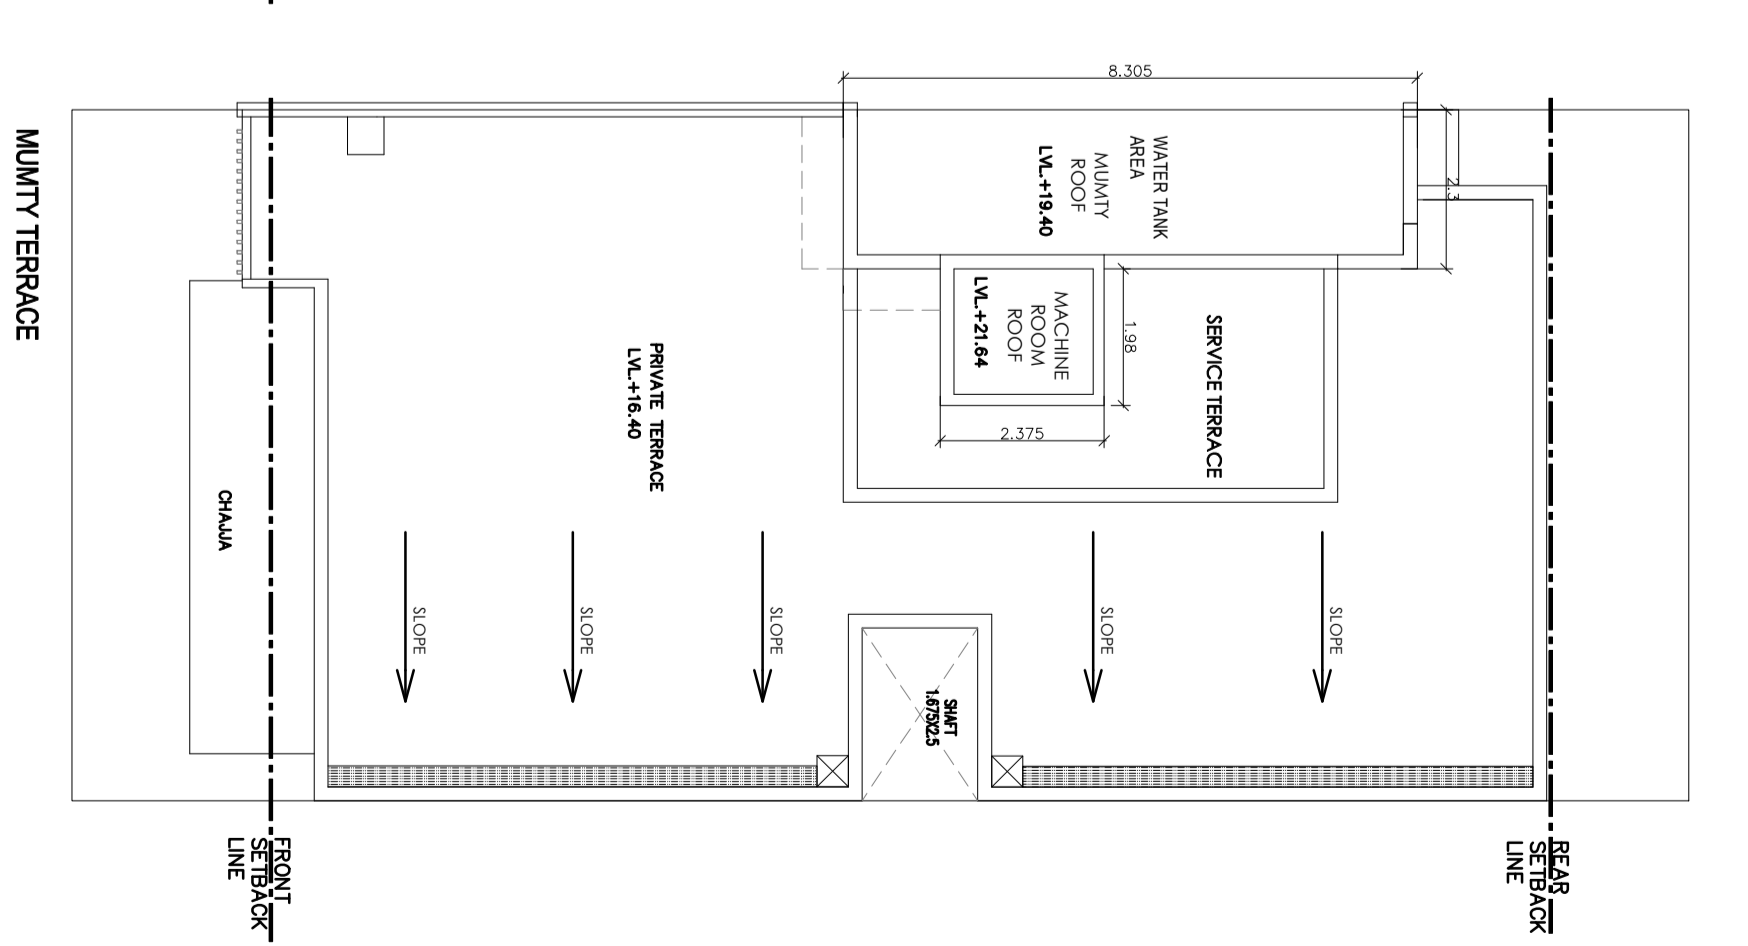 MUMTY TERRACE
8.305
2.3
WATER TANK
AREA
MUMTY
ROOF
LVL.+19.40
MACHINE
ROOM
ROOF
LVL.+21.64
1.98
2.375
SERVICE TERRACE
PRIVATE TERRACE
LVL.+16.40
CHAJJA
SLOPE
SLOPE
SLOPE
SLOPE
SLOPE
SHAFT
1.675X2.5
FRONT
SETBACK
LINE
REAR
SETBACK
LINE